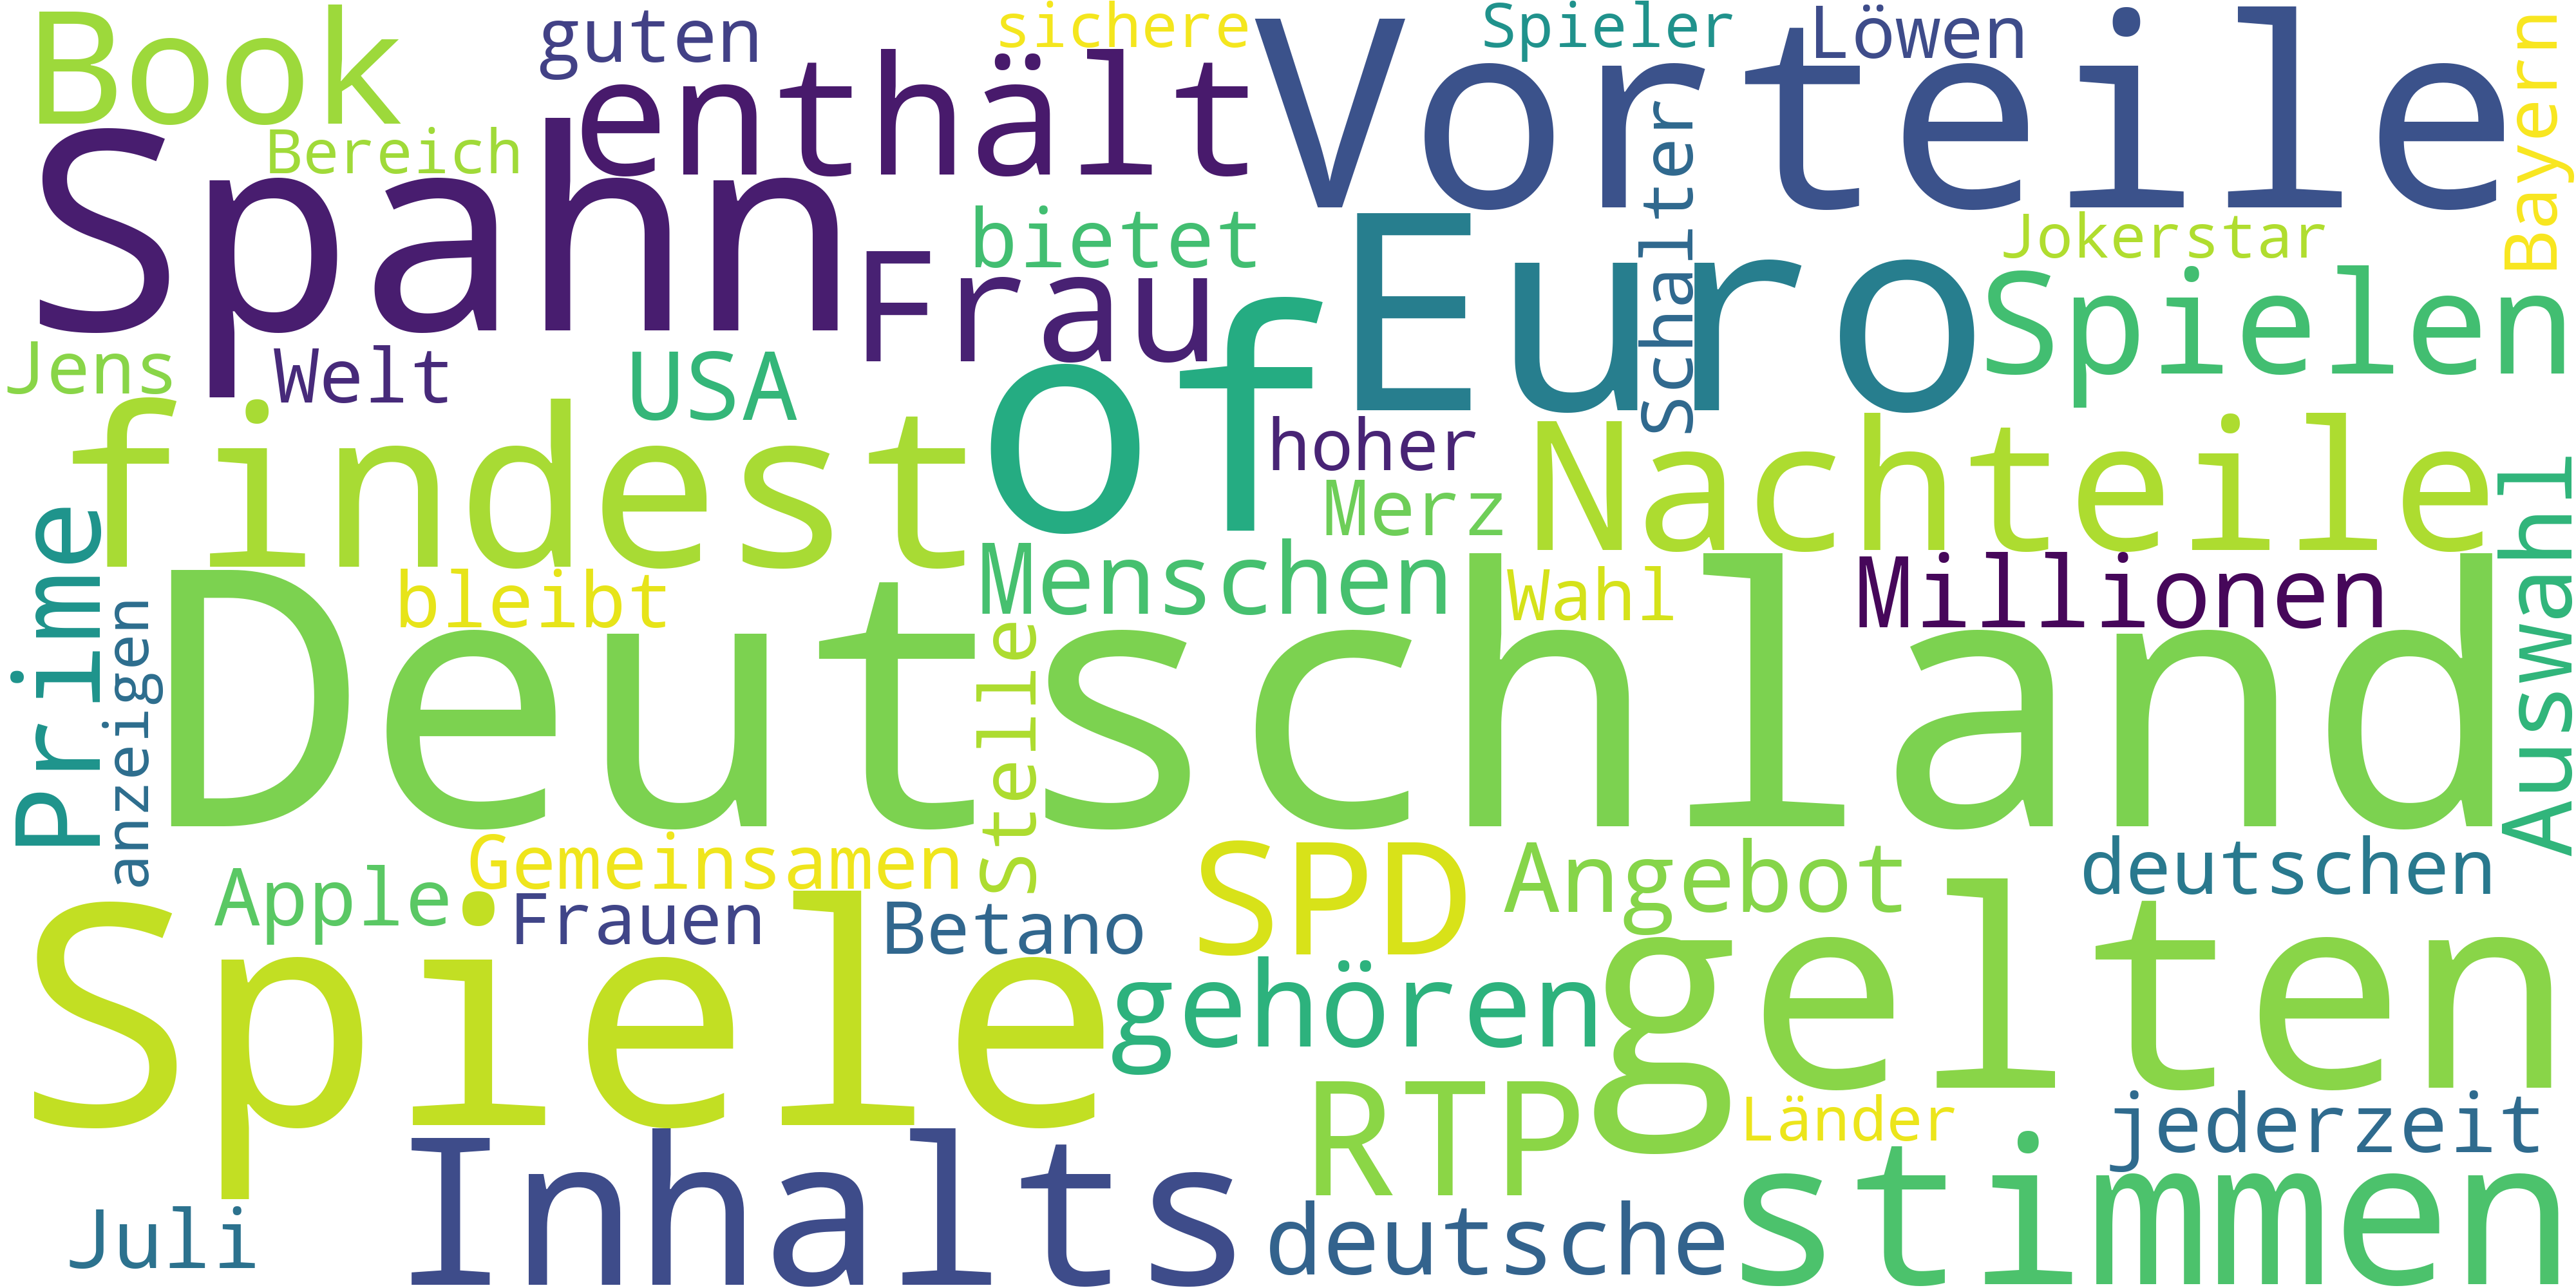 Book
guten
sichere
Spieler
Löwen
Bayern
enthält
Vorteile
Bereich
Spahn
Schalter
bietet
Jokerstar
Frau
Euro
Spielen
Jens
Welt
USA
of
findest
hoher
Nachteile
Merz
Auswahl
Prime
Menschen
bleibt
Wahl
Millionen
anzeigen
Deutschland
Stelle
Gemeinsamen
SPD
Angebot
deutschen
Apple
Frauen
Betano
Spiele
gehören
gelten
RTP
Länder
jederzeit
Inhalts
stimmen
Juli
deutsche